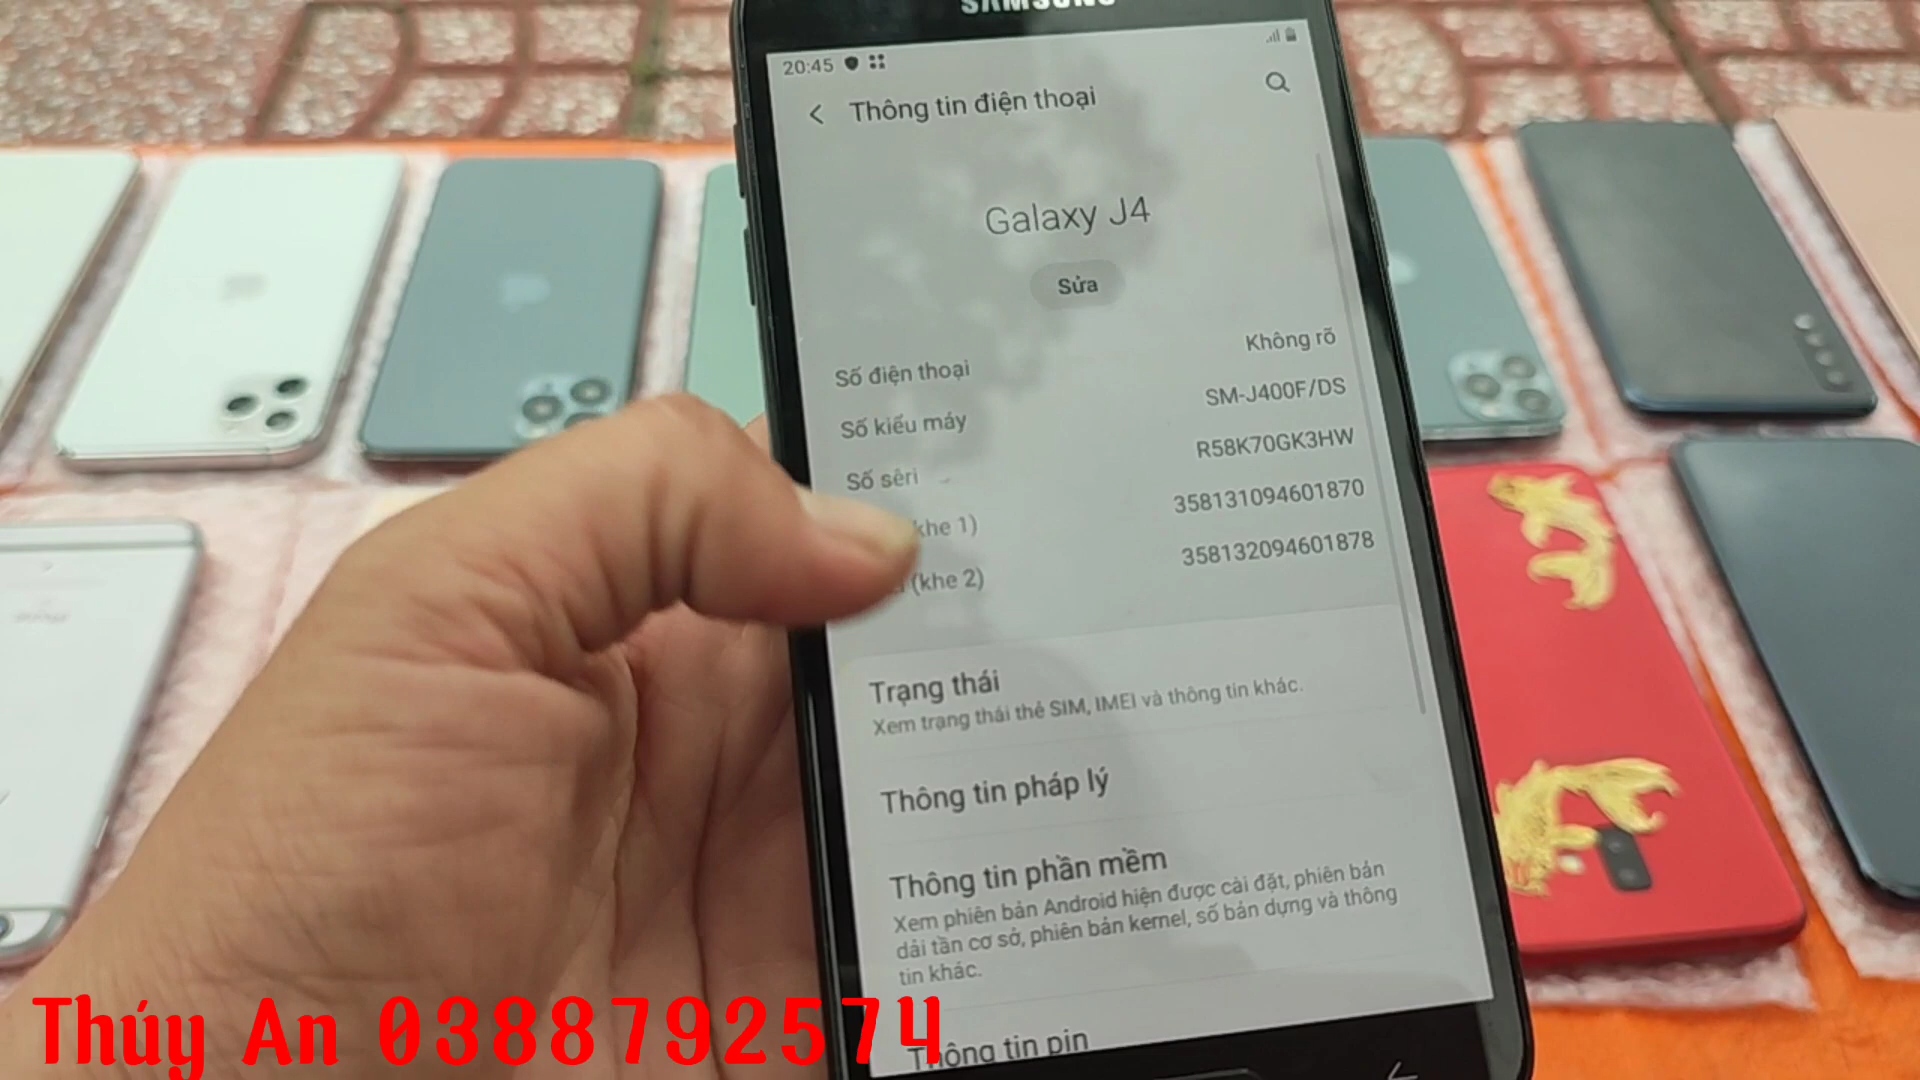 SAMSUNG
20:45
Thông tin điện thoại
Galaxy J4
Sửa
Số điện thoại Không rõ
Số kiểu máy SM-J400F/DS
Số sêri R58K70GK3HW
(khe 1) 358131094601870
(khe 2) 358132094601878
Trạng thái
Xem trạng thái thẻ SIM, IMEI và thông tin khác.
Thông tin pháp lý
Thông tin phần mềm
Xem phiên bản Android hiện được cài đặt, phiên bản
dải tần cơ sở, phiên bản kernel, số bản dựng và thông
tin khác.
Thông tin pin
Thúy An 0388792574